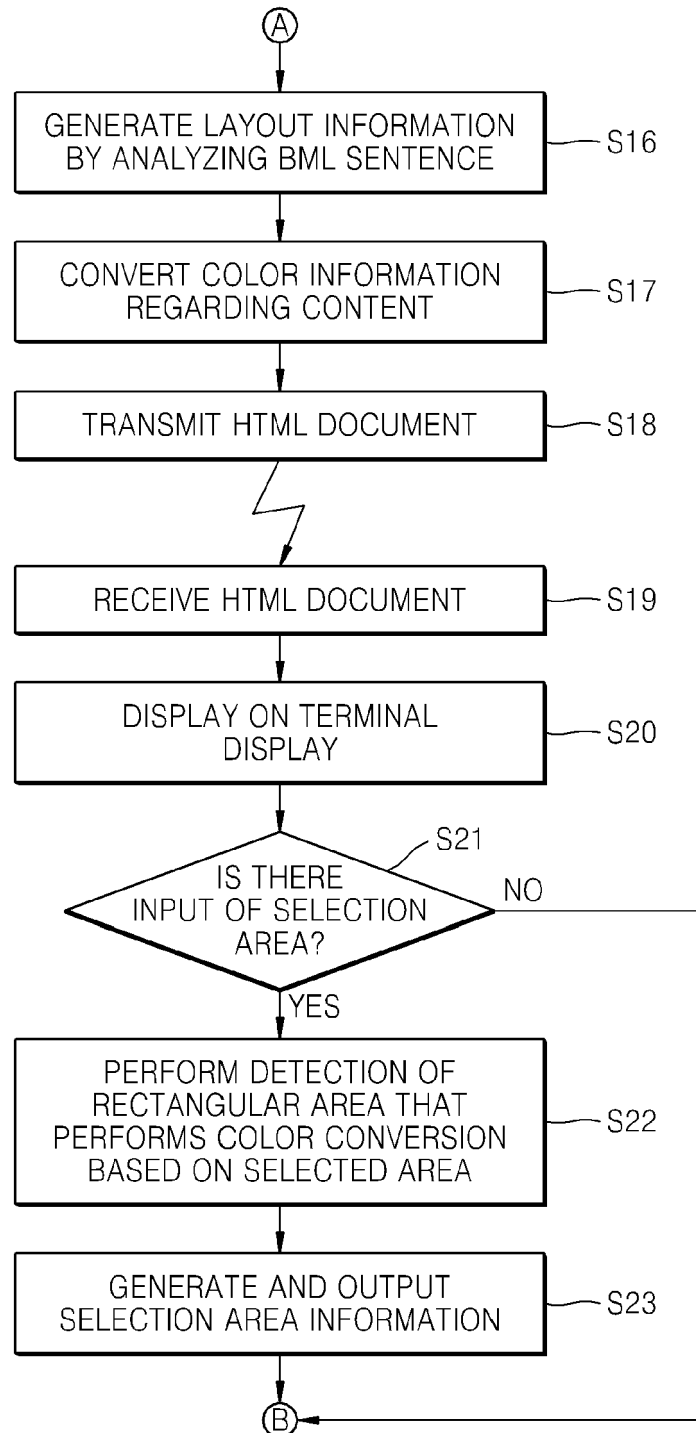 A
GENERATE LAYOUT INFORMATION
BY ANALYZING BML SENTENCE
S16
CONVERT COLOR INFORMATION
REGARDING CONTENT
S17
TRANSMIT HTML DOCUMENT
S18
RECEIVE HTML DOCUMENT
S19
DISPLAY ON TERMINAL
DISPLAY
S20
S21
IS THERE
INPUT OF SELECTION
AREA?
NO
YES
PERFORM DETECTION OF
RECTANGULAR AREA THAT
PERFORMS COLOR CONVERSION
BASED ON SELECTED AREA
S22
GENERATE AND OUTPUT
SELECTION AREA INFORMATION
S23
B